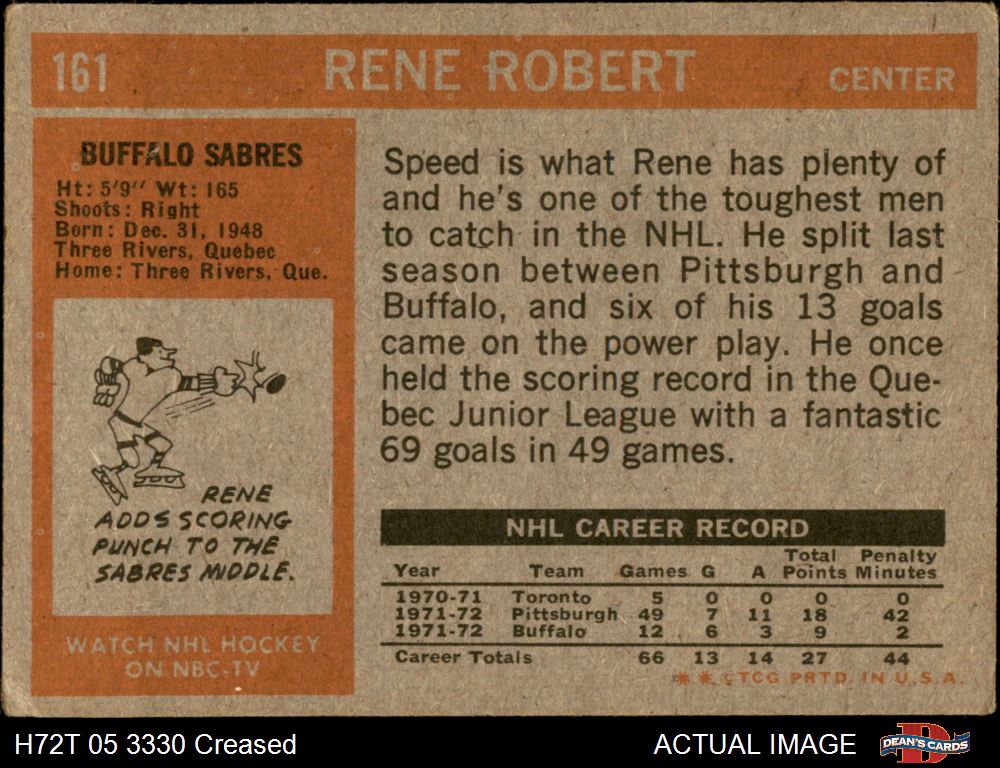 161 RENE ROBERT CENTER
BUFFALO SABRES
Ht: 5'9" Wt: 165
Shoots: Right
Born: Dec. 31, 1948
Three Rivers, Quebec
Home: Three Rivers, Que.
RENE
ADDS SCORING
PUNCH TO THE
SABRES MIDDLE.
WATCH NHL HOCKEY
ON NBC-TV
Speed is what Rene has plenty of
and he's one of the toughest men
to catch in the NHL. He split last
season between Pittsburgh and
Buffalo, and six of his 13 goals
came on the power play. He once
held the scoring record in the Que-
bec Junior League with a fantastic
69 goals in 49 games.
NHL CAREER RECORD
Total Penalty
Year Team Games G A Points Minutes
1970-71 Toronto 5 0 0 0 0
1971-72 Pittsburgh 49 7 11 18 42
1971-72 Buffalo 12 6 3 9 2
Career Totals 66 13 14 27 44
* * © TCG PRTD. IN U.S.A.
H72T 05 3330 Creased ACTUAL IMAGE DEAN'S CARDS